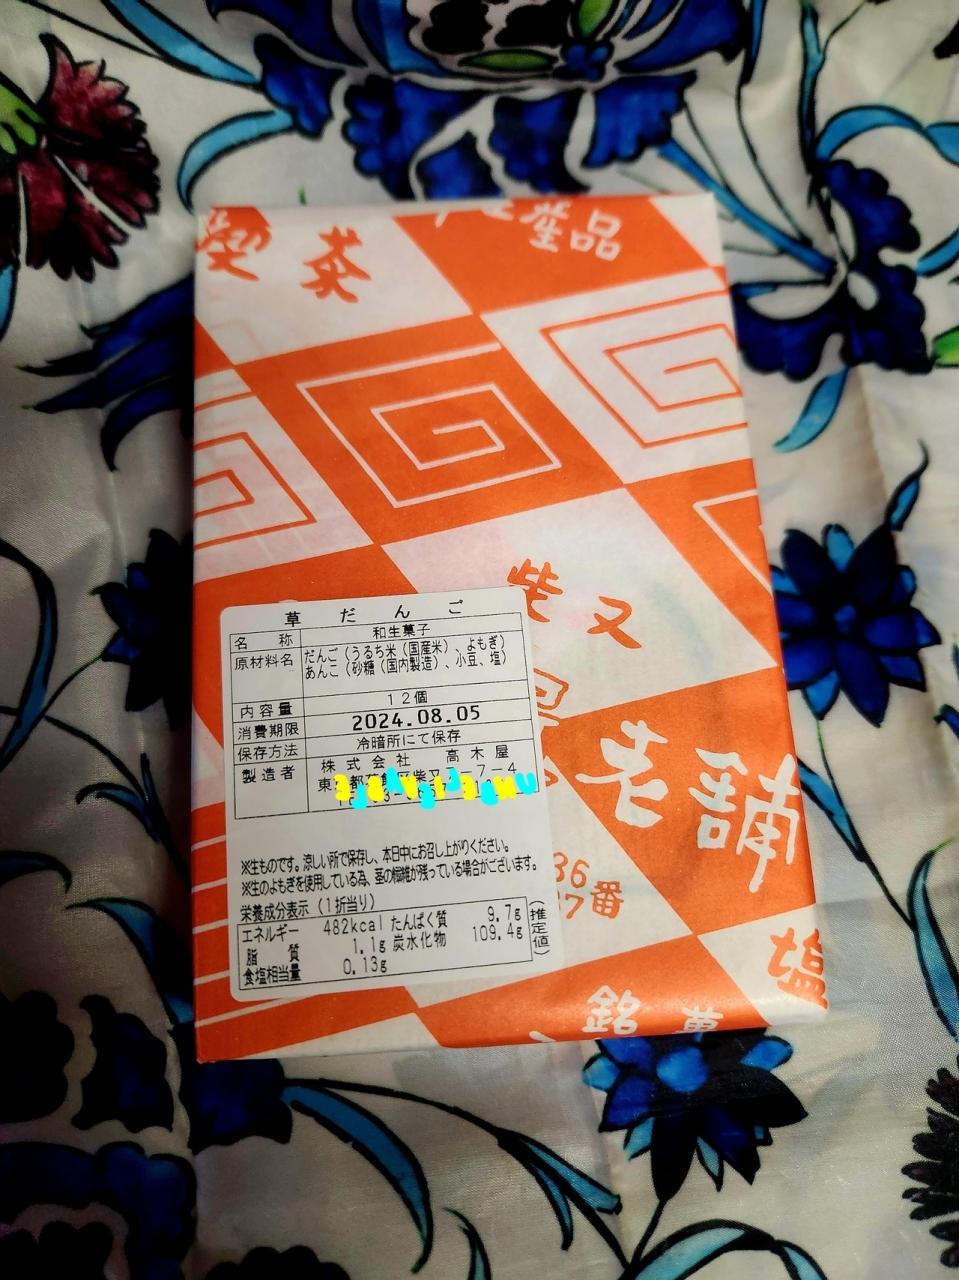 喫茶
産品
柴又
老舗
番
塩
銘菓
草だんご
名称 和生菓子
原材料名 だんご(うるち米(国産米)、よもぎ)
あんこ(砂糖(国内製造)、小豆、塩)
内容量 12個
消費期限 2024.08.05
保存方法 冷暗所にて保存
製造者 株式会社 高木屋
柴又 -7-4
※生ものです。涼しい所で保存し、本日中にお召し上がりください。
※生のよもぎを使用している為、茎の繊維が残っている場合がございます。
栄養成分表示(1折当り)
エネルギー 482kcal たんぱく質 9.7g
脂質 1.1g 炭水化物 109.4g
食塩相当量 0.13g
(推定値)